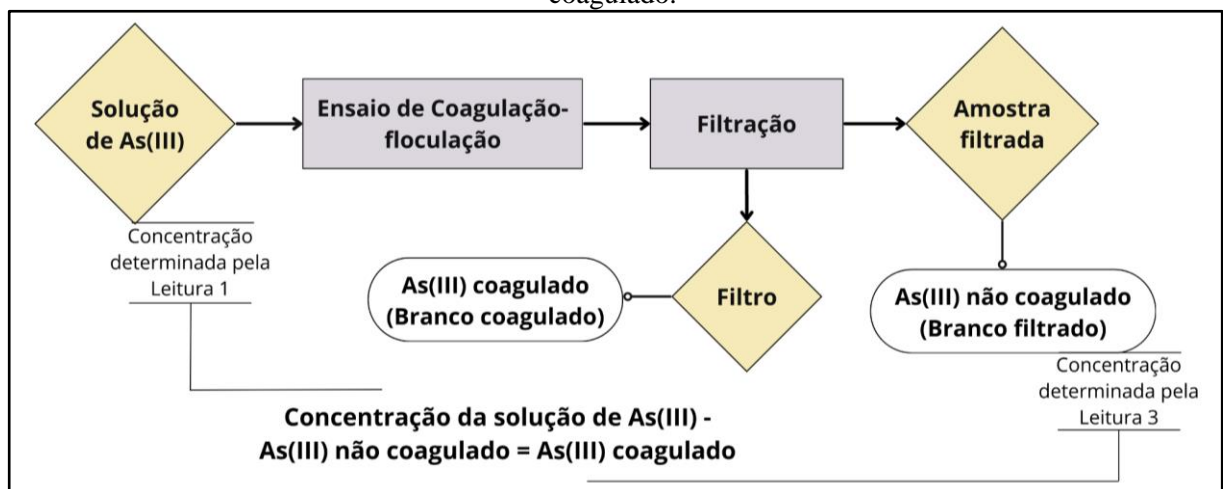 coagulado.
Solução
de As(III)
Ensaio de Coagulação-
floculação
Filtração
Amostra
filtrada
Concentração
determinada pela
Leitura 1
As(III) coagulado
(Branco coagulado)
Filtro
As(III) não coagulado
(Branco filtrado)
Concentração
determinada pela
Leitura 3
Concentração da solução de As(III) -
As(III) não coagulado = As(III) coagulado